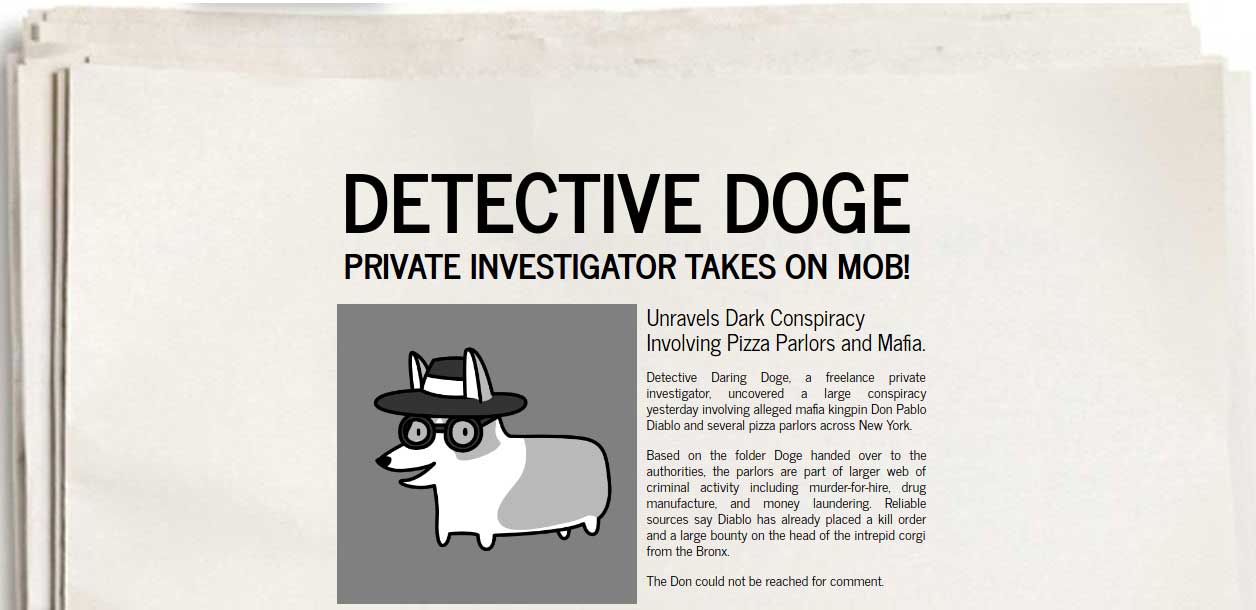 DETECTIVE DOGE
PRIVATE INVESTIGATOR TAKES ON MOB!
Unravels Dark Conspiracy
Involving Pizza Parlors and Mafia.
Detective Daring Doge, a freelance private
investigator, uncovered a large conspiracy
yesterday involving alleged mafia kingpin Don Pablo
Diablo and several pizza parlors across New York.
Based on the folder Doge handed over to the
authorities, the parlors are part of larger web of
criminal activity including murder-for-hire, drug
manufacture, and money laundering. Reliable
sources say Diablo has already placed a kill order
and a large bounty on the head of the intrepid corgi
from the Bronx.
The Don could not be reached for comment.